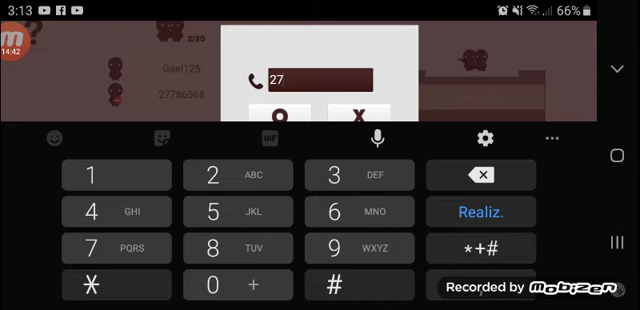 3:13
66%
M
14:42
?
2/20
Gael125
27786068
27
O X
GIF
...
1
2 ABC
3 DEF
4 GHI
5 JKL
6 MNO
Realiz.
7 PQRS
8 TUV
9 WXYZ
*+#
*
0 +
#
Recorded by MOBIZEN